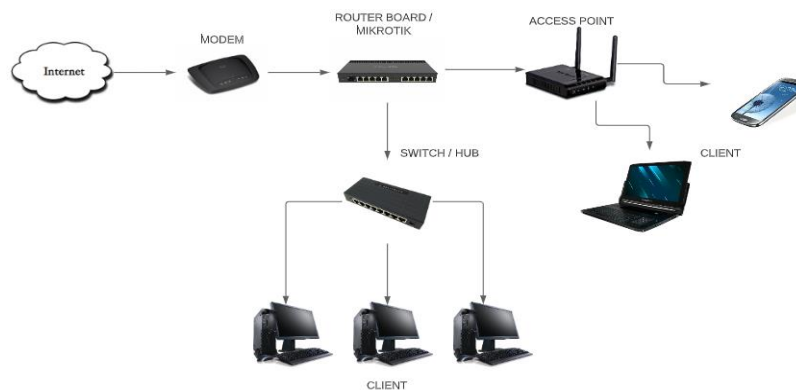 Internet
MODEM
ROUTER BOARD /
MIKROTIK
ACCESS POINT
SWITCH / HUB
CLIENT
CLIENT